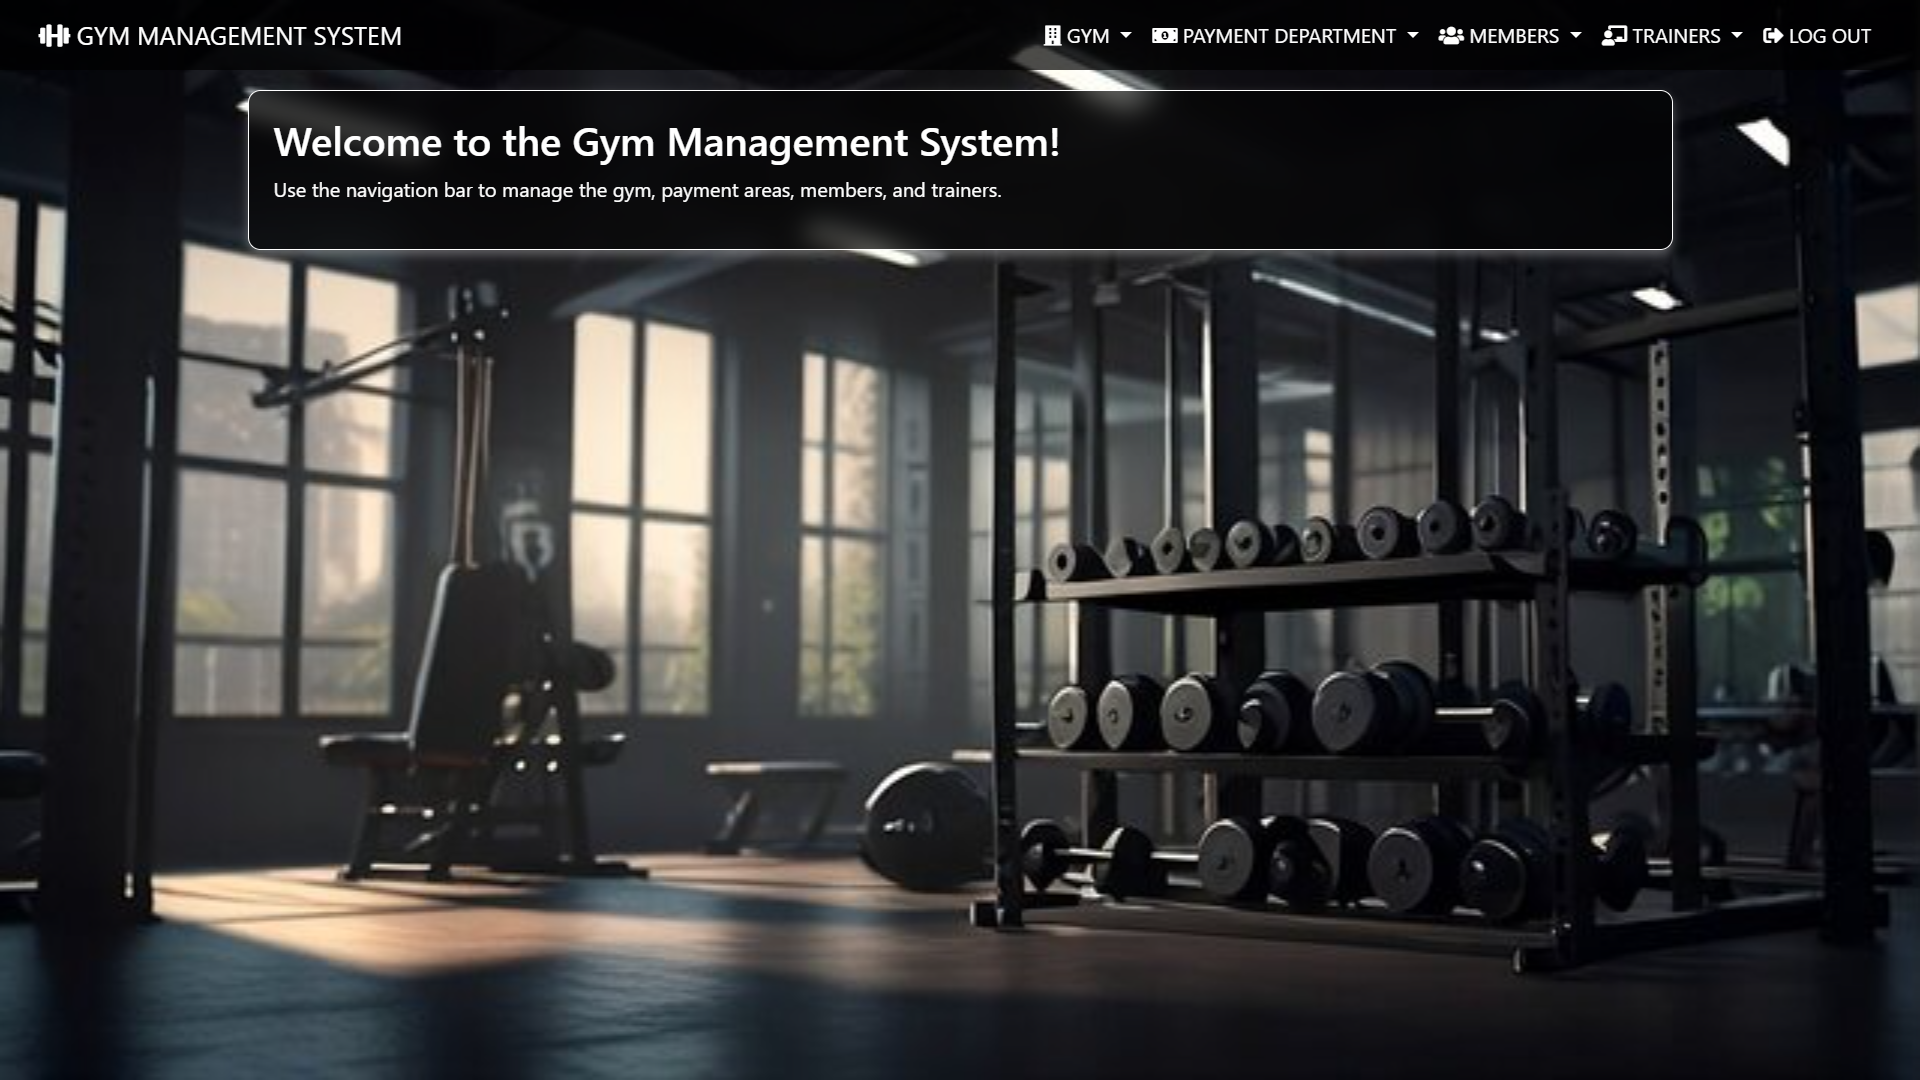 GYM MANAGEMENT SYSTEM
GYM
PAYMENT DEPARTMENT
MEMBERS
TRAINERS
LOG OUT
Welcome to the Gym Management System!
Use the navigation bar to manage the gym, payment areas, members, and trainers.